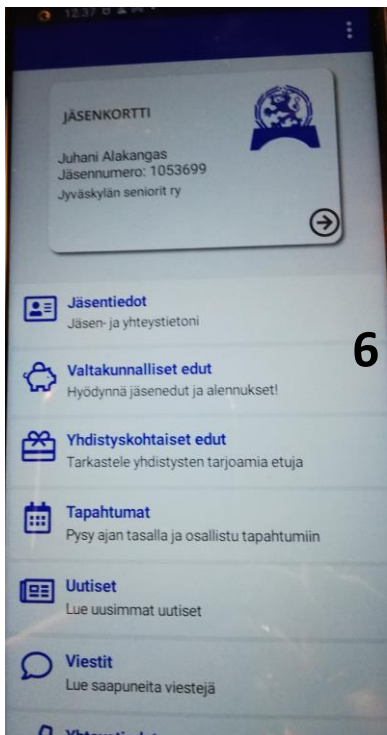 12.37
JÄSENKORTTI
Juhani Alakangas
Jäsennumero: 1053699
Jyväskylän seniorit ry
Jäsentiedot
Jäsen- ja yhteystietoni
6
Valtakunnalliset edut
Hyödynnä jäsenedut ja alennukset!
Yhdistyskohtaiset edut
Tarkastele yhdistysten tarjoamia etuja
Tapahtumat
Pysy ajan tasalla ja osallistu tapahtumiin
Uutiset
Lue uusimmat uutiset
Viestit
Lue saapuneita viestejä